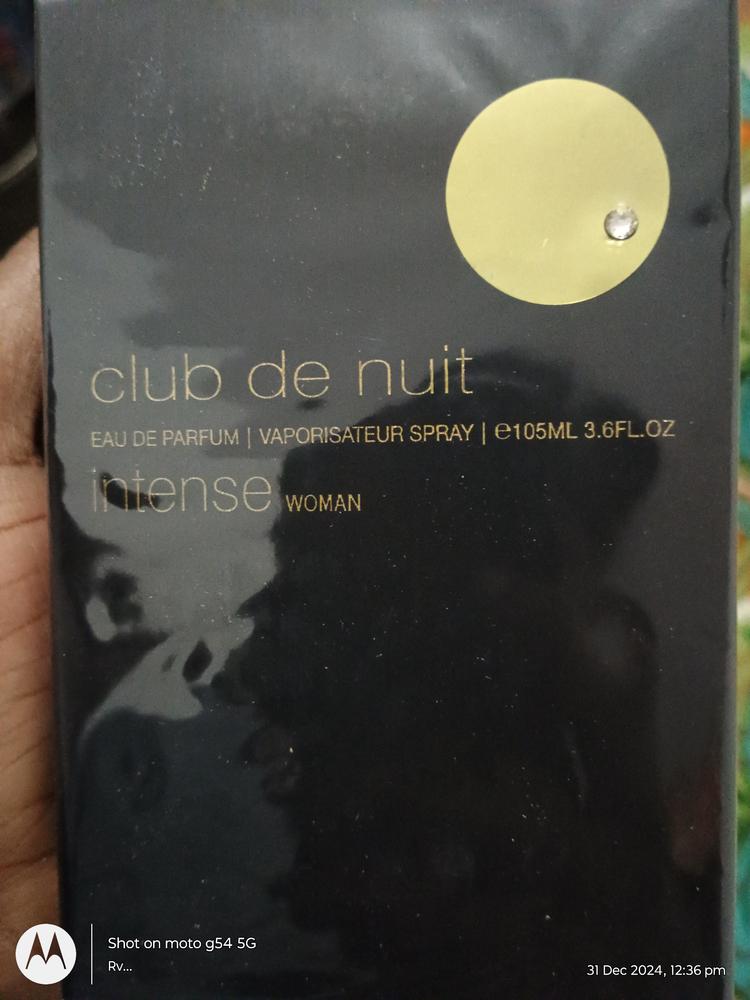 club de nuit
EAU DE PARFUM | VAPORISATEUR SPRAY | ℮105ML 3.6FL.OZ
intense WOMAN
Shot on moto g54 5G
Rv...
31 Dec 2024, 12:36 pm